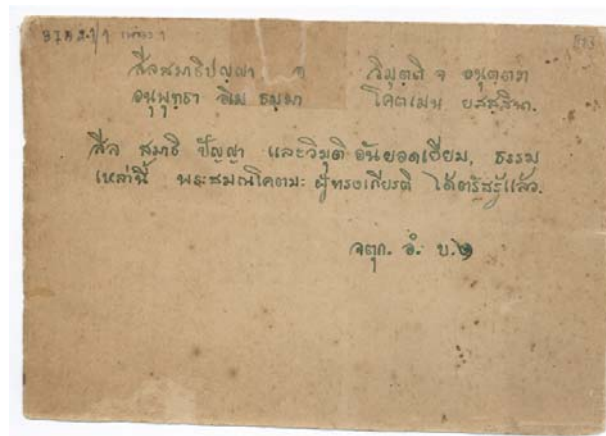 สีลสมาธิปญฺญา จ วิมุตฺติ จ อนุตฺตรา
อนุพุทฺธา อิเม ธมฺมา โคตเมน ยสสฺสินา.
สีล สมาธิ ปัญญา และวิมุติ อันยอดเยี่ยม, ธรรม
เหล่านี้ พระสมณโคตมะ ผู้ทรงเกียรติ ได้ตรัสรู้แล้ว.
จตุก. อํ. บ.๒